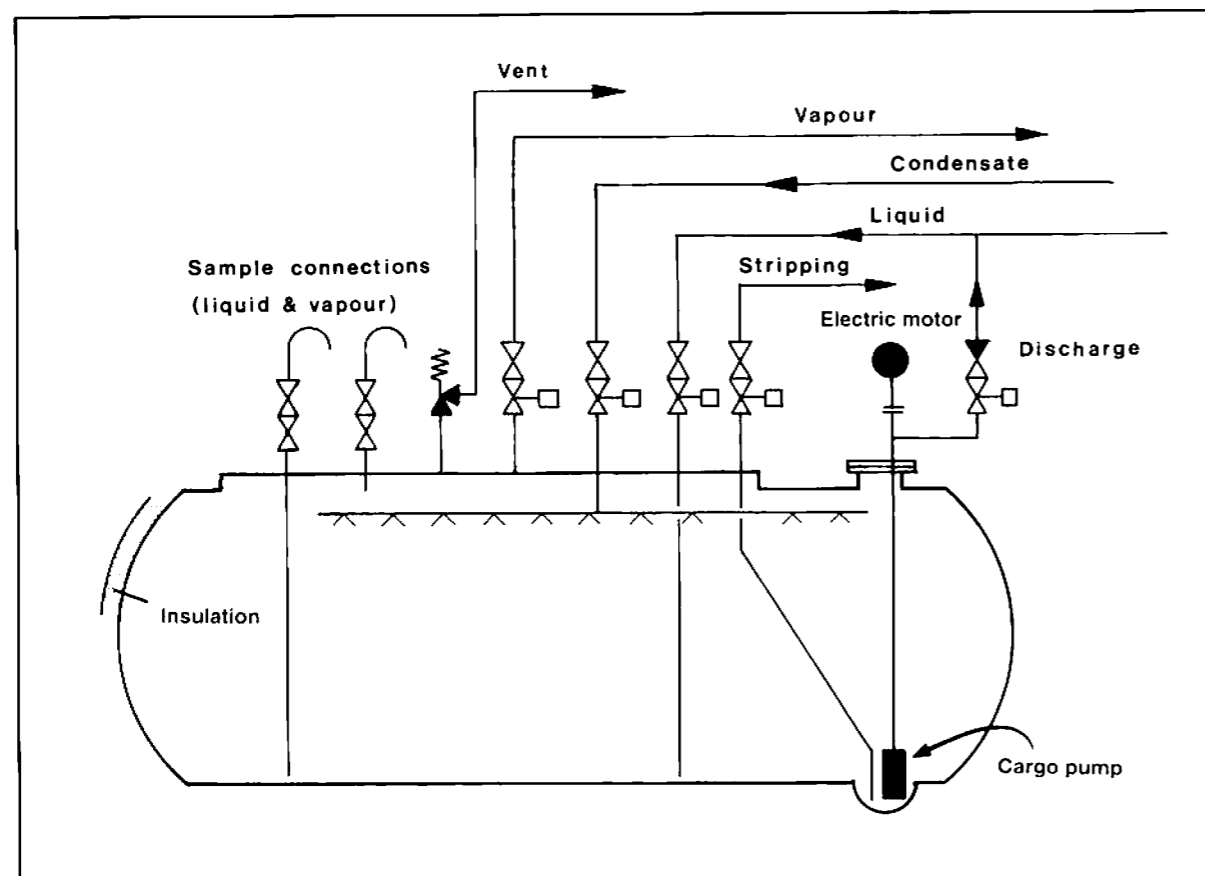 Vent
Vapour
Condensate
Liquid
Sample connections
(liquid & vapour)
Stripping
Electric motor
Discharge
Insulation
Cargo pump